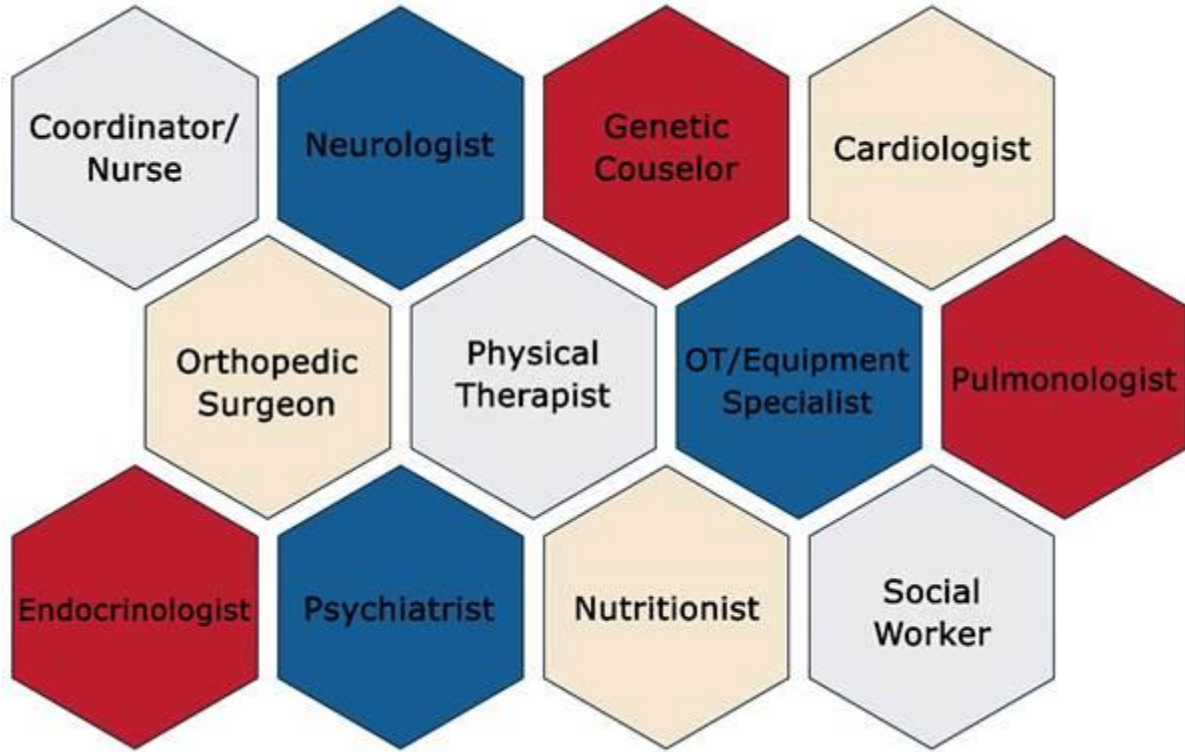 Coordinator/
Nurse
Neurologist
Genetic
Couselor
Cardiologist
Orthopedic
Surgeon
Physical
Therapist
OT/Equipment
Specialist
Pulmonologist
Endocrinologist
Psychiatrist
Nutritionist
Social
Worker